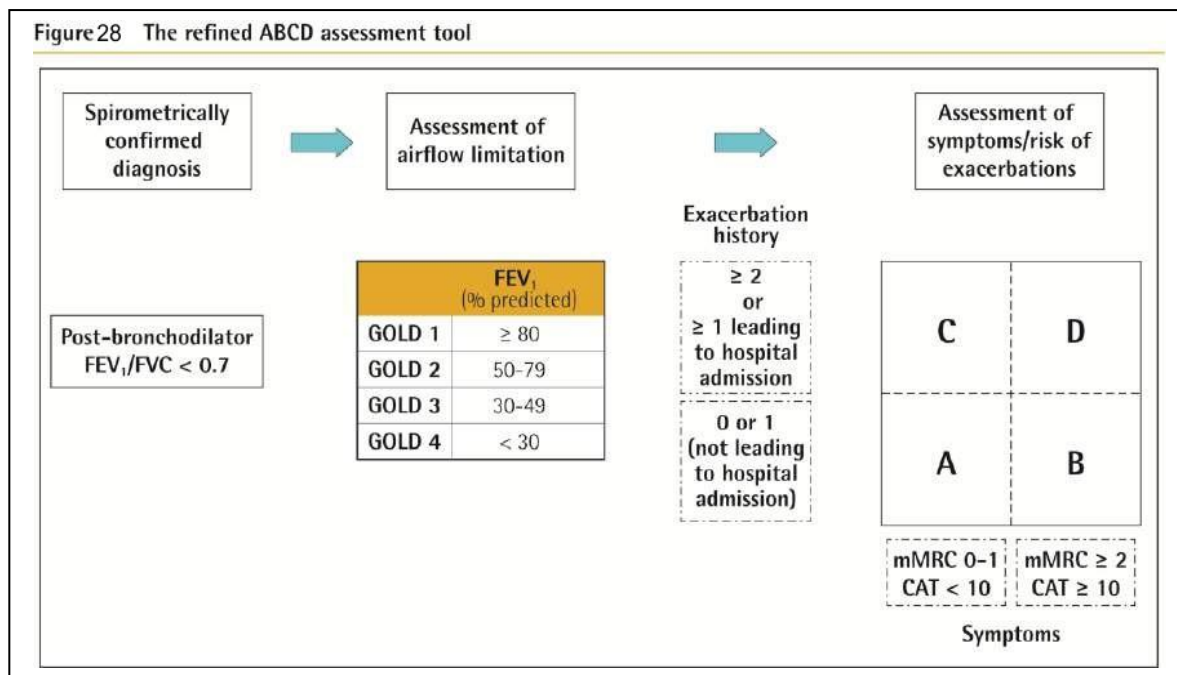 Figure 28 The refined ABCD assessment tool
Spirometrically
confirmed
diagnosis
Assessment of
airflow limitation
Assessment of
symptoms/risk of
exacerbations
Exacerbation
history
Post-bronchodilator
FEV₁/FVC < 0.7
FEV₁
(% predicted)
GOLD 1 ≥ 80
GOLD 2 50-79
GOLD 3 30-49
GOLD 4 < 30
≥ 2
or
≥ 1 leading
to hospital
admission
0 or 1
(not leading
to hospital
admission)
C D
A B
mMRC 0-1
CAT < 10
mMRC ≥ 2
CAT ≥ 10
Symptoms